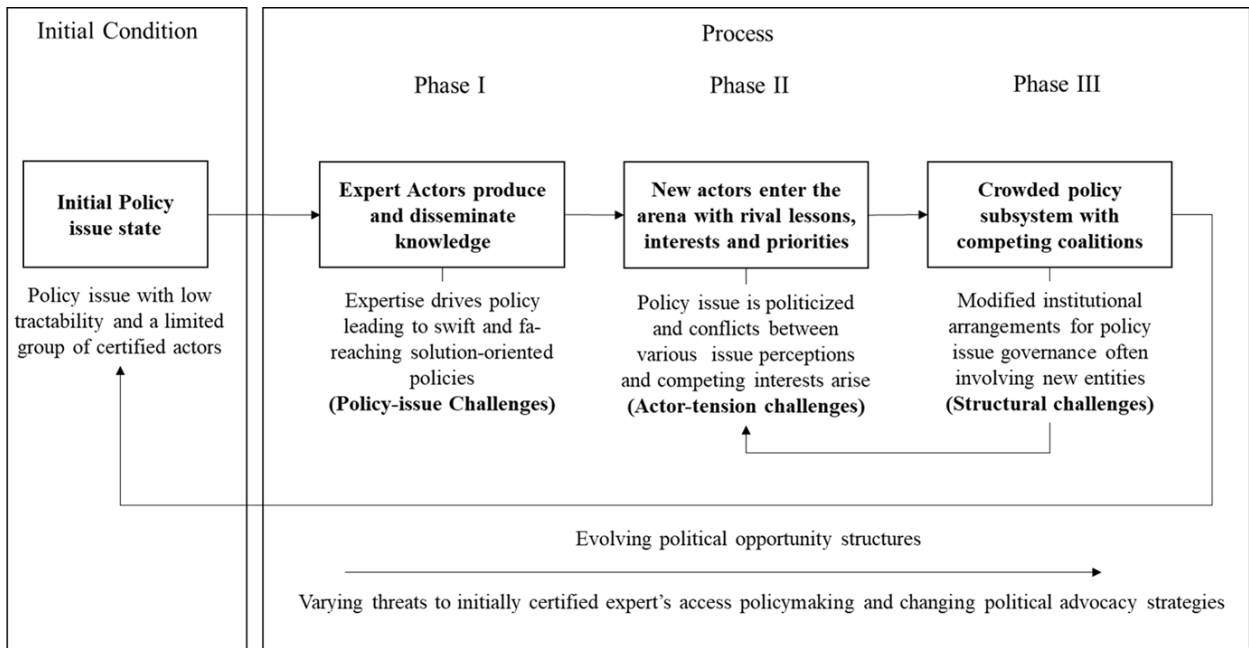 Initial Condition
Process
Phase I
Phase II
Phase III
Initial Policy
issue state
Expert Actors produce
and disseminate
knowledge
New actors enter the
arena with rival lessons,
interests and priorities
Crowded policy
subsystem with
competing coalitions
Policy issue with low
tractability and a limited
group of certified actors
Expertise drives policy
leading to swift and fa-
reaching solution-oriented
policies
(Policy-issue Challenges)
Policy issue is politicized
and conflicts between
various issue perceptions
and competing interests arise
(Actor-tension challenges)
Modified institutional
arrangements for policy
issue governance often
involving new entities
(Structural challenges)
Evolving political opportunity structures
Varying threats to initially certified expert’s access policymaking and changing political advocacy strategies